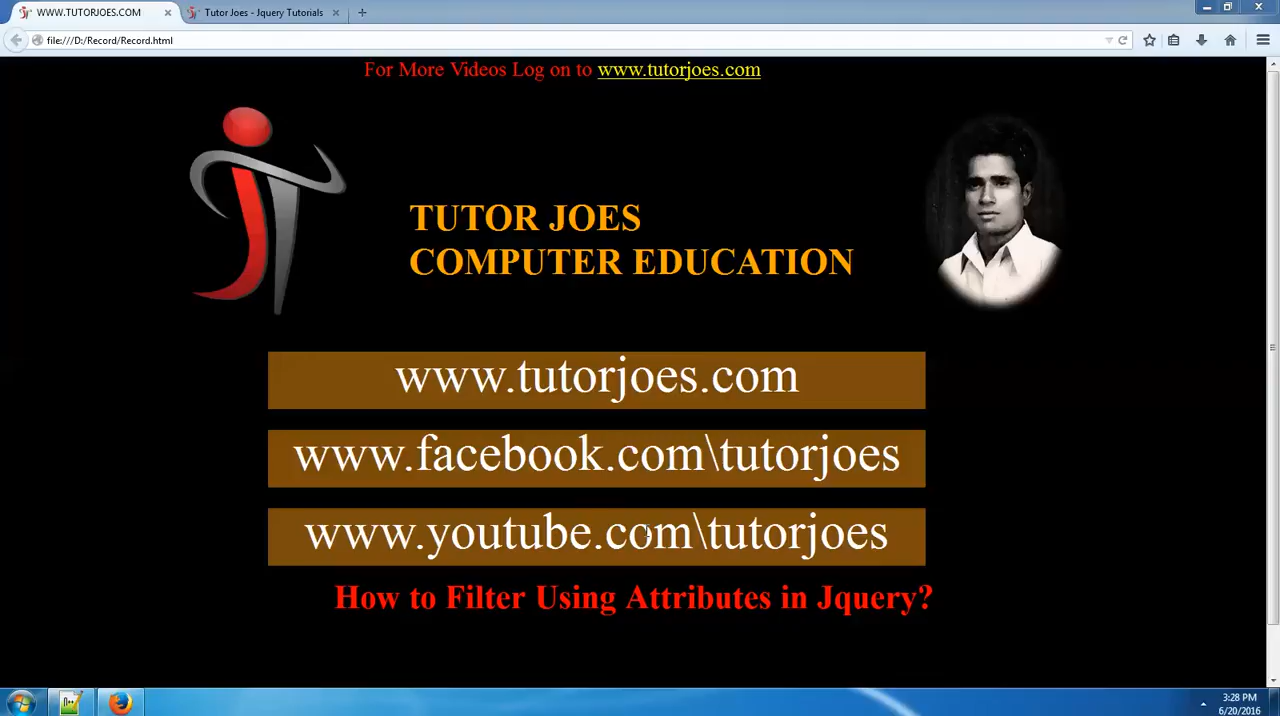 WWW.TUTORJOES.COM
Tutor Joes - Jquery Tutorials
file:///D:/Record/Record.html
For More Videos Log on to www.tutorjoes.com
TUTOR JOES
COMPUTER EDUCATION
www.tutorjoes.com
www.facebook.com\tutorjoes
www.youtube.com\tutorjoes
How to Filter Using Attributes in Jquery?
3:28 PM
6/20/2016